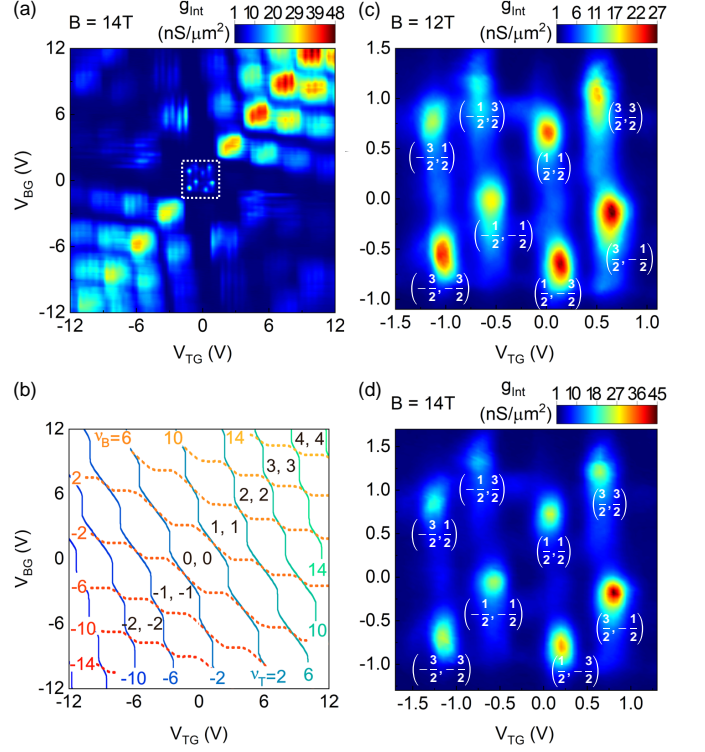 (a)
B = 14T
g_Int
(nS/μm²)
1 10 20 29 39 48
12
6
0
-6
-12
V_BG (V)
-12 -6 0 6 12
V_TG (V)
(c)
B = 12T
g_Int
(nS/μm²)
1 6 11 17 22 27
1.5
1.0
0.5
0.0
-0.5
-1.0
(-1/2, 3/2)
(3/2, 3/2)
(-3/2, 1/2)
(1/2, 1/2)
(-1/2, -1/2)
(3/2, -1/2)
(-3/2, -3/2)
(1/2, -3/2)
-1.5 -1.0 -0.5 0.0 0.5 1.0
V_TG (V)
(b)
12
6
0
-6
-12
V_BG (V)
ν_B=6
10
14
4, 4
3, 3
2
2, 2
1, 1
-2
0, 0
14
-6
-1, -1
-10
-2, -2
10
-14
-10
-6
-2
ν_T=2
6
-12 -6 0 6 12
V_TG (V)
(d)
B = 14T
g_Int
(nS/μm²)
1 10 18 27 36 45
1.5
1.0
0.5
0.0
-0.5
-1.0
(-1/2, 3/2)
(3/2, 3/2)
(-3/2, 1/2)
(1/2, 1/2)
(-1/2, -1/2)
(3/2, -1/2)
(-3/2, -3/2)
(1/2, -3/2)
-1.5 -1.0 -0.5 0.0 0.5 1.0
V_TG (V)